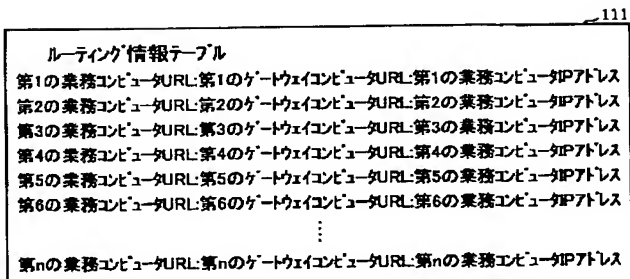 111
ルーティング情報テーブル
第1の業務コンピュータURL:第1のゲートウェイコンピュータURL:第1の業務コンピュータIPアドレス
第2の業務コンピュータURL:第2のゲートウェイコンピュータURL:第2の業務コンピュータIPアドレス
第3の業務コンピュータURL:第3のゲートウェイコンピュータURL:第3の業務コンピュータIPアドレス
第4の業務コンピュータURL:第4のゲートウェイコンピュータURL:第4の業務コンピュータIPアドレス
第5の業務コンピュータURL:第5のゲートウェイコンピュータURL:第5の業務コンピュータIPアドレス
第6の業務コンピュータURL:第6のゲートウェイコンピュータURL:第6の業務コンピュータIPアドレス
⋮
第nの業務コンピュータURL:第nのゲートウェイコンピュータURL:第nの業務コンピュータIPアドレス